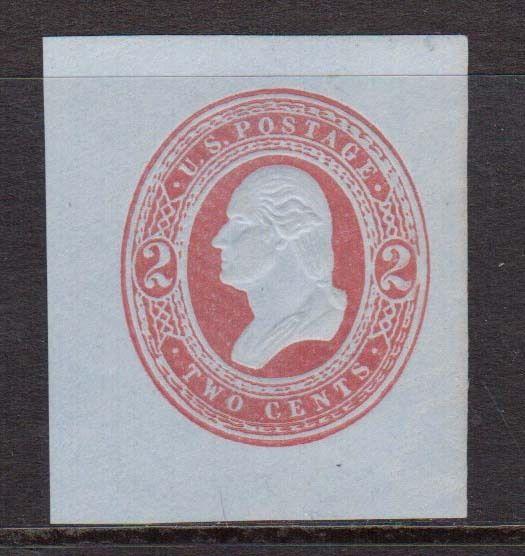 · U.S. POSTAGE ·
2 2
· TWO CENTS ·